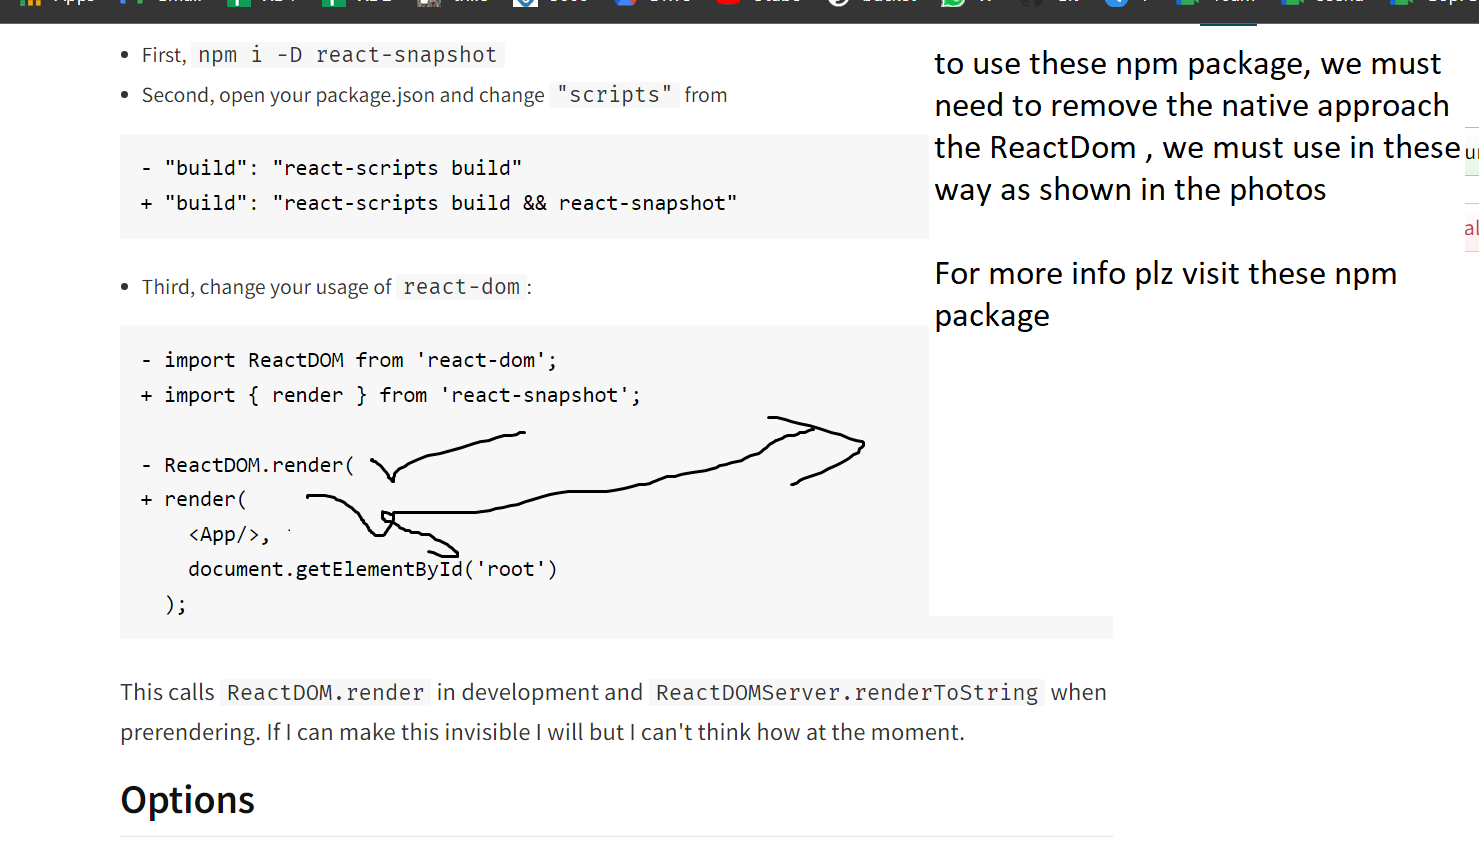 First, npm i -D react-snapshot
Second, open your package.json and change "scripts" from
- "build": "react-scripts build"
+ "build": "react-scripts build && react-snapshot"
Third, change your usage of react-dom:
- import ReactDOM from 'react-dom';
+ import { render } from 'react-snapshot';
- ReactDOM.render(
+ render(
<App/>,
document.getElementById('root')
);
This calls ReactDOM.render in development and ReactDOMServer.renderToString when
prerendering. If I can make this invisible I will but I can't think how at the moment.
Options
to use these npm package, we must
need to remove the native approach
the ReactDom , we must use in these
way as shown in the photos
For more info plz visit these npm
package